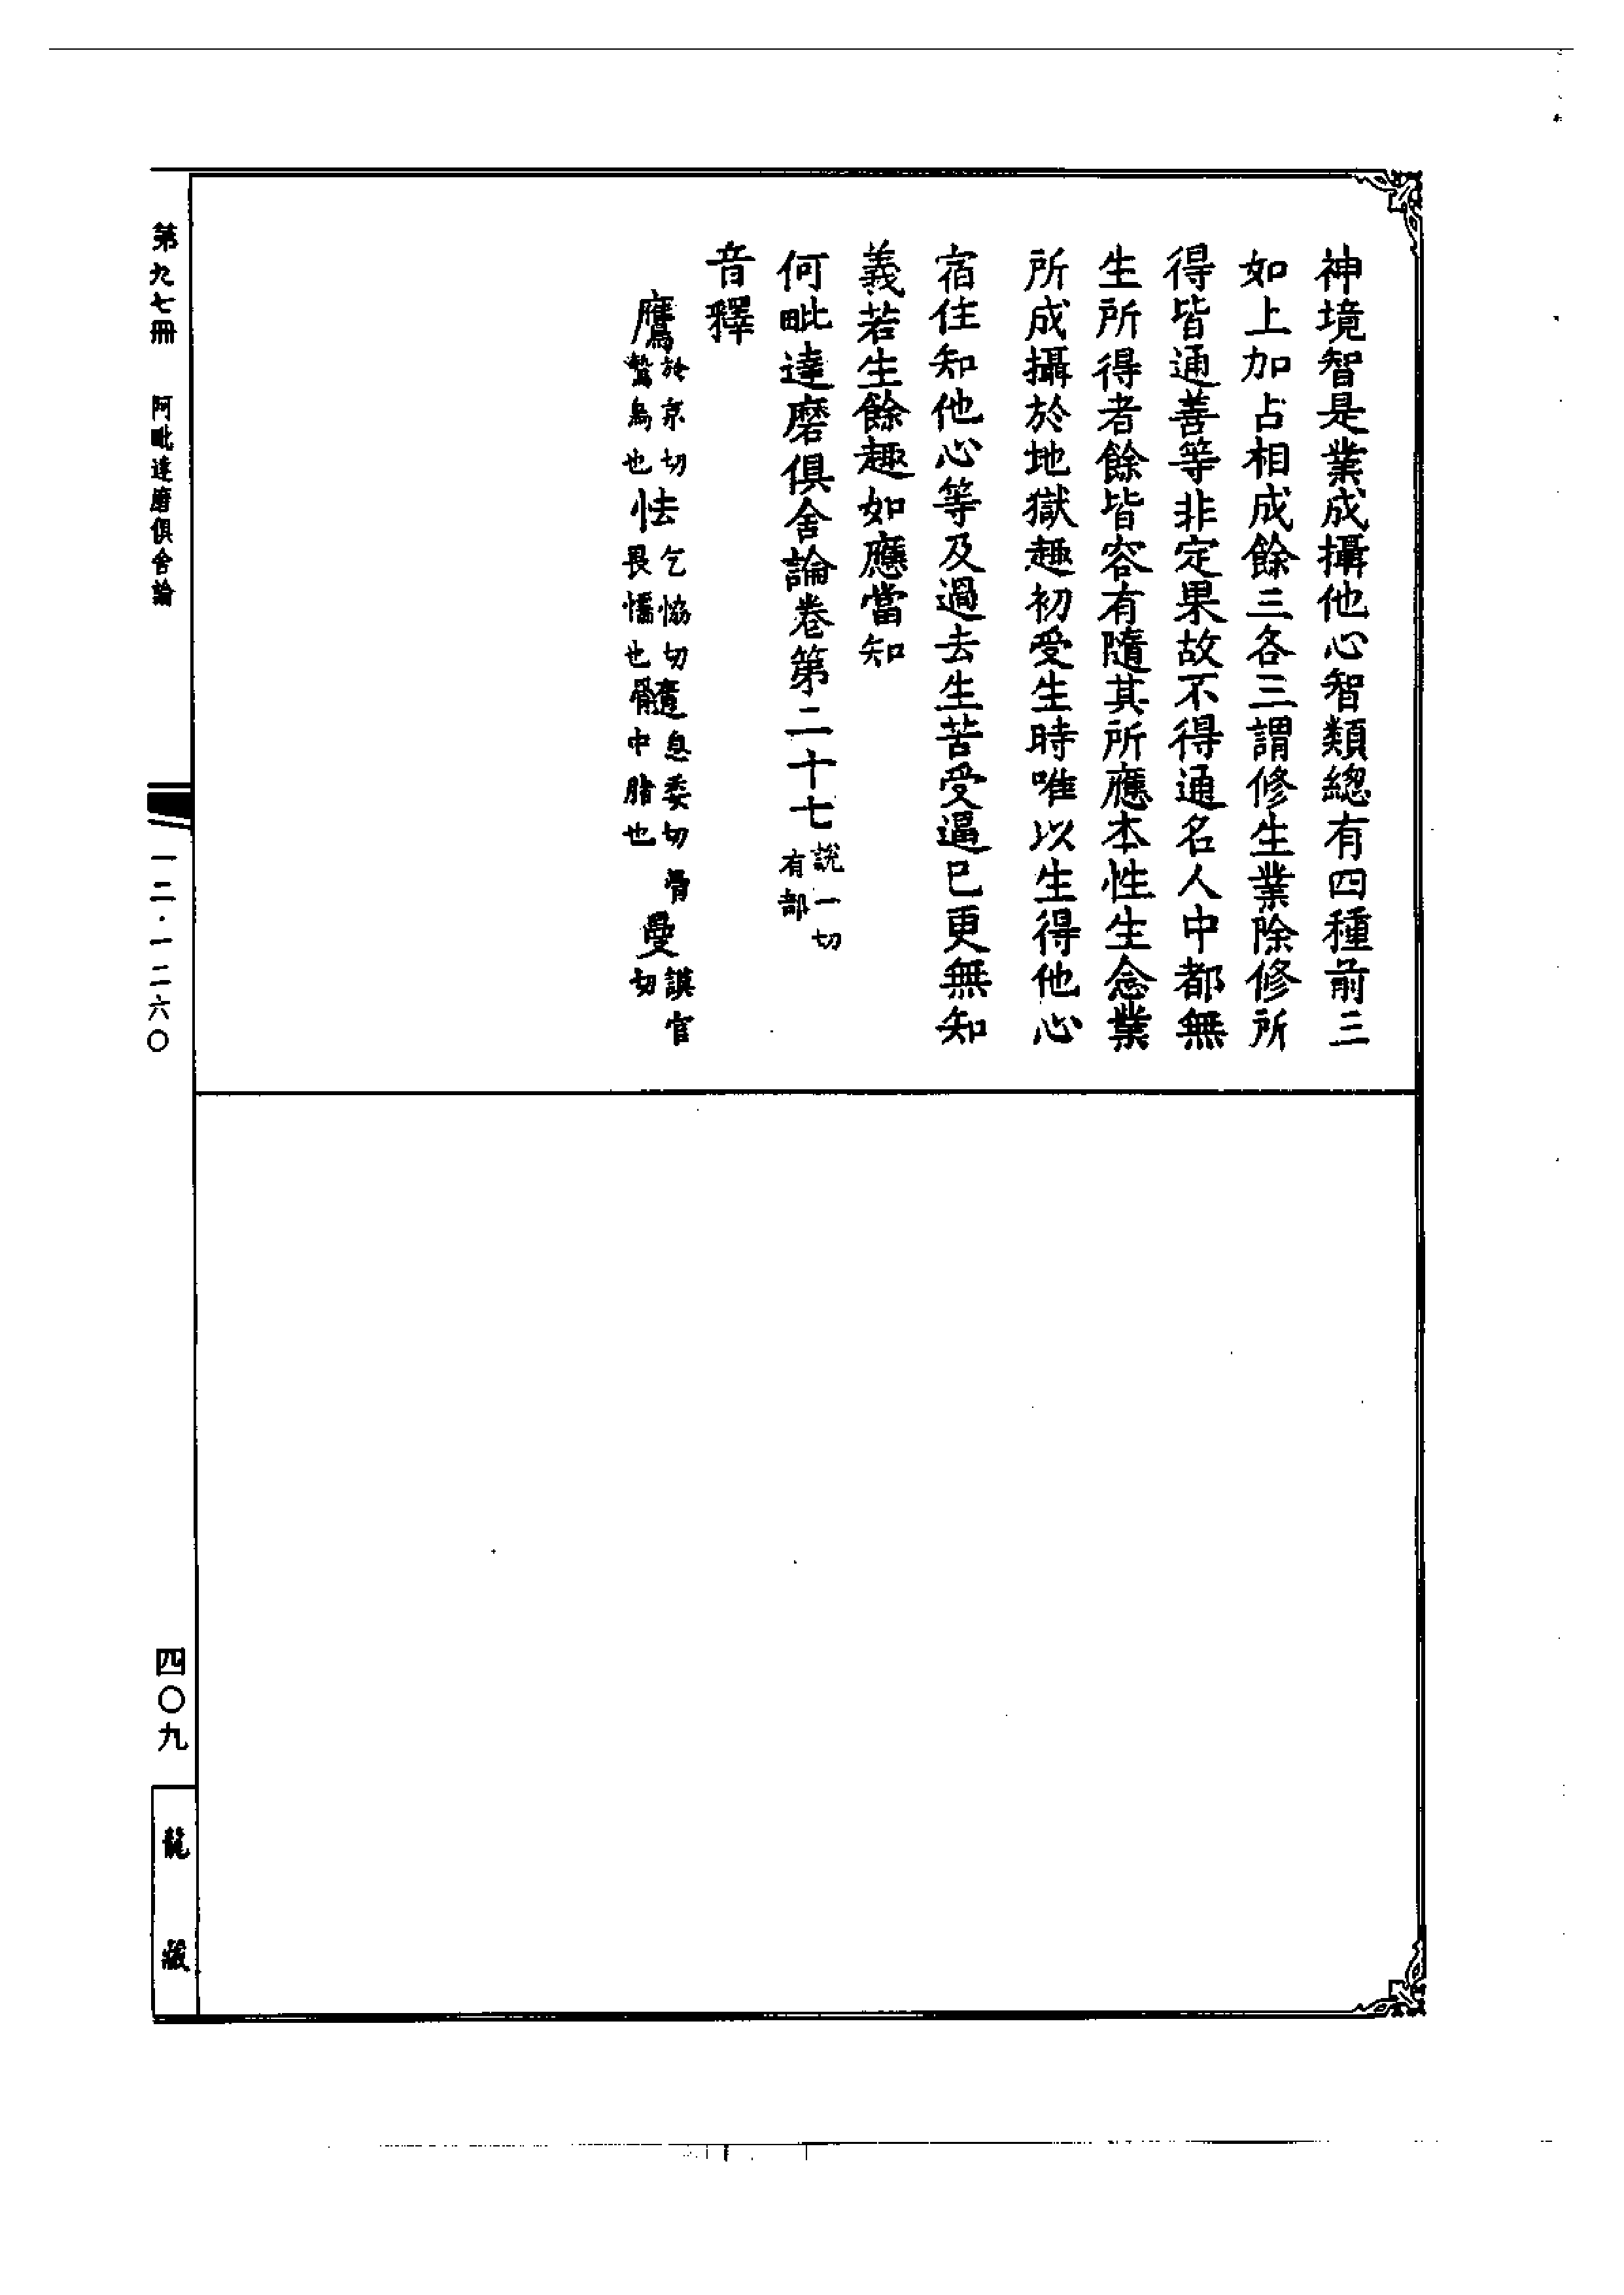 神境智是業成攝他心智類總有四種前三
如上加占相成餘三各三謂修生業除修所
得皆通善等非定果故不得通名人中都無
生所得者餘皆容有隨其所應本性生念業
所成攝於地獄趣初受生時唯以生得他心
宿住知他心等及過去生苦受逼已更無知
義若生餘趣如應當知
阿毗達磨俱舍論卷第二十七 說一切有部
音釋
鷹 於京切鷙鳥也 怯 乞協切畏懦也 髓 息委切骨中脂也 曼 謨官切
第九七冊 阿毗達磨俱舍論
一二·一二六〇
四〇九
龍藏